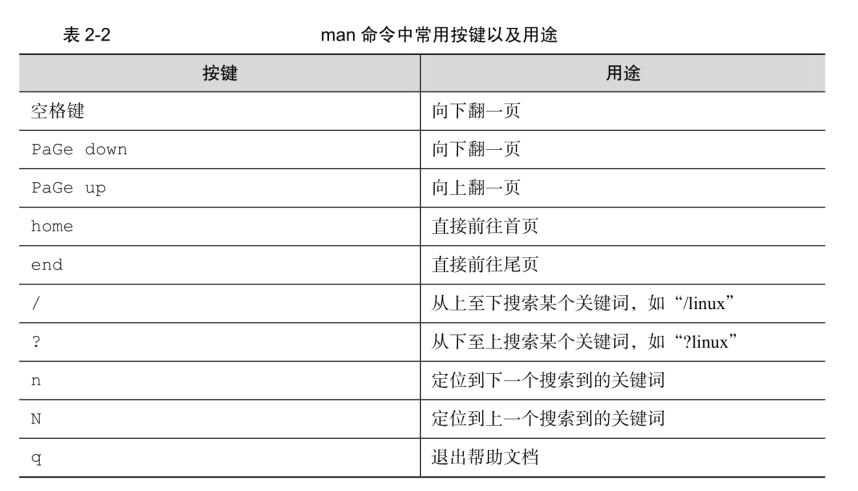 表 2-2 man 命令中常用按键以及用途
按键 用途
空格键 向下翻一页
PaGe down 向下翻一页
PaGe up 向上翻一页
home 直接前往首页
end 直接前往尾页
/ 从上至下搜索某个关键词，如“/linux”
? 从下至上搜索某个关键词，如“?linux”
n 定位到下一个搜索到的关键词
N 定位到上一个搜索到的关键词
q 退出帮助文档